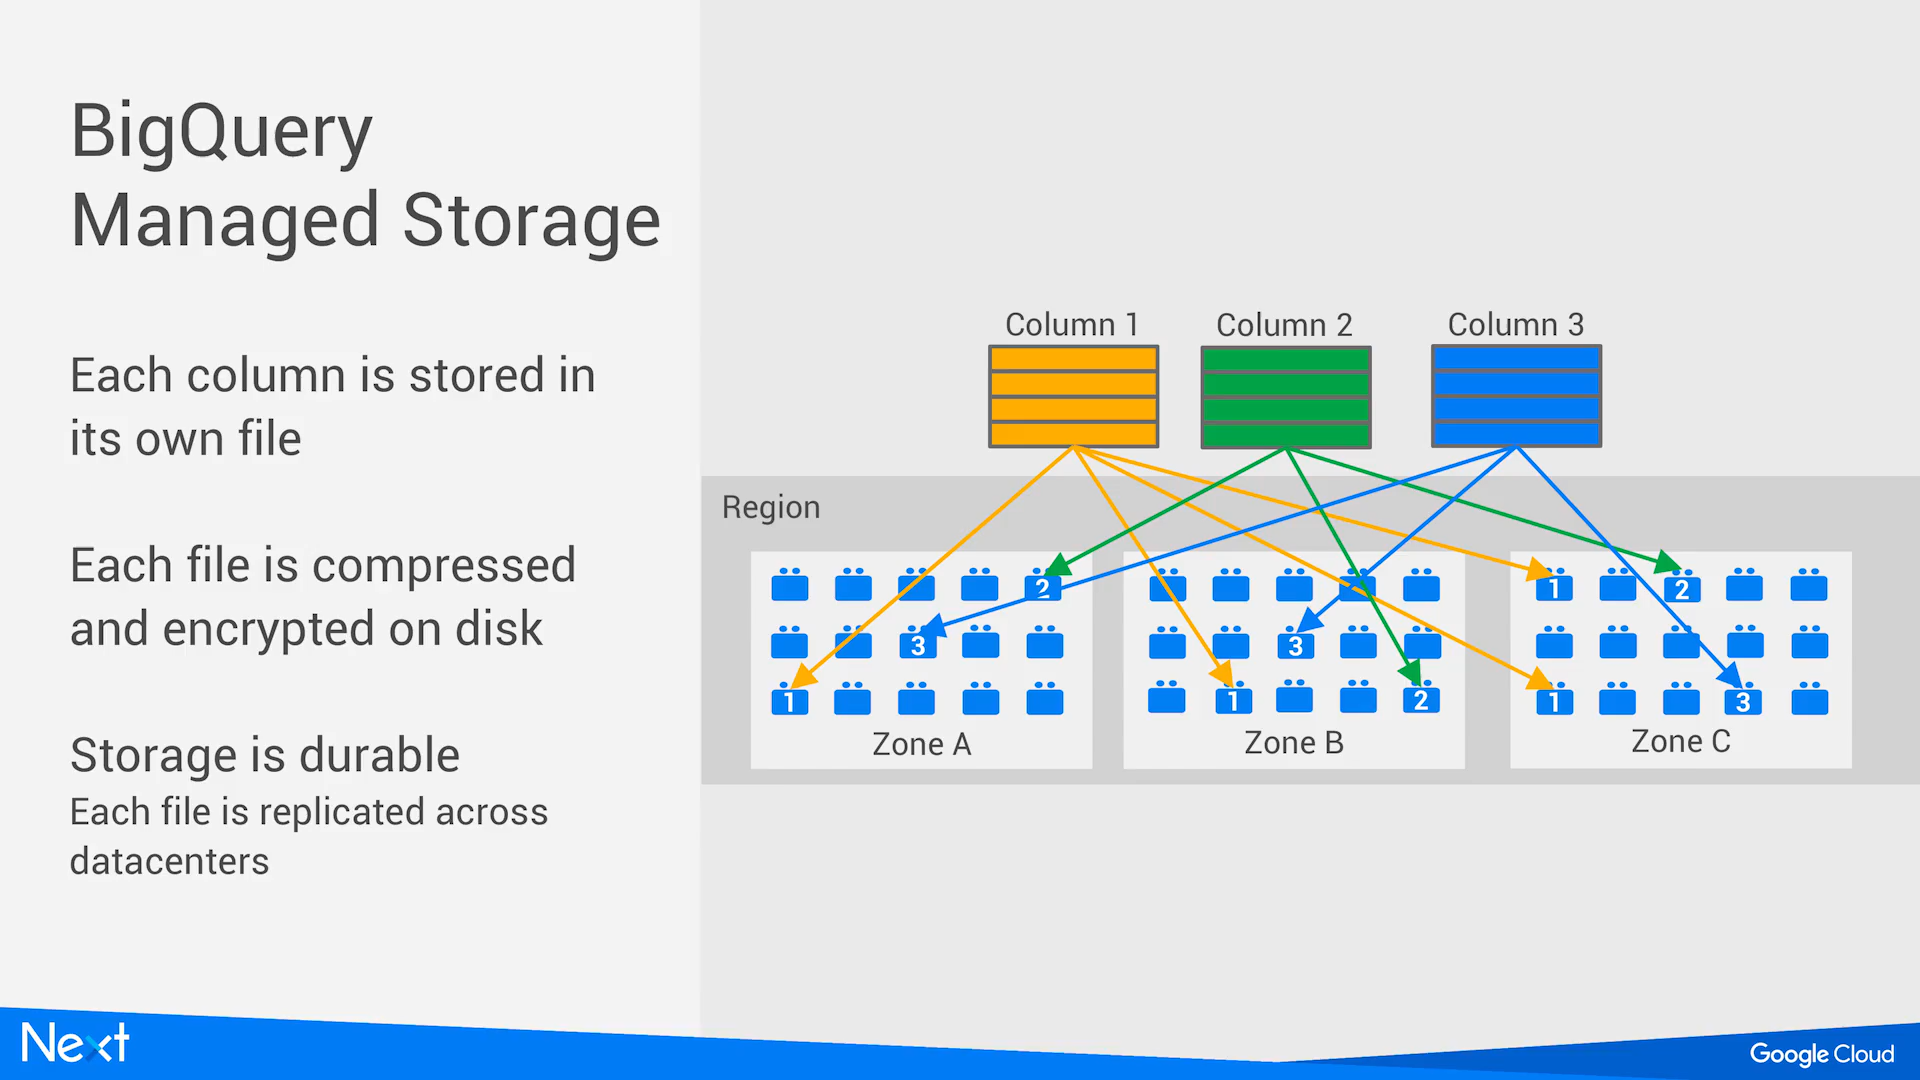 BigQuery
Managed Storage
Each column is stored in
its own file
Each file is compressed
and encrypted on disk
Storage is durable
Each file is replicated across
datacenters
Column 1
Column 2
Column 3
Region
2
3
1
Zone A
3
1
2
Zone B
1
2
1
3
Zone C
Next
Google Cloud